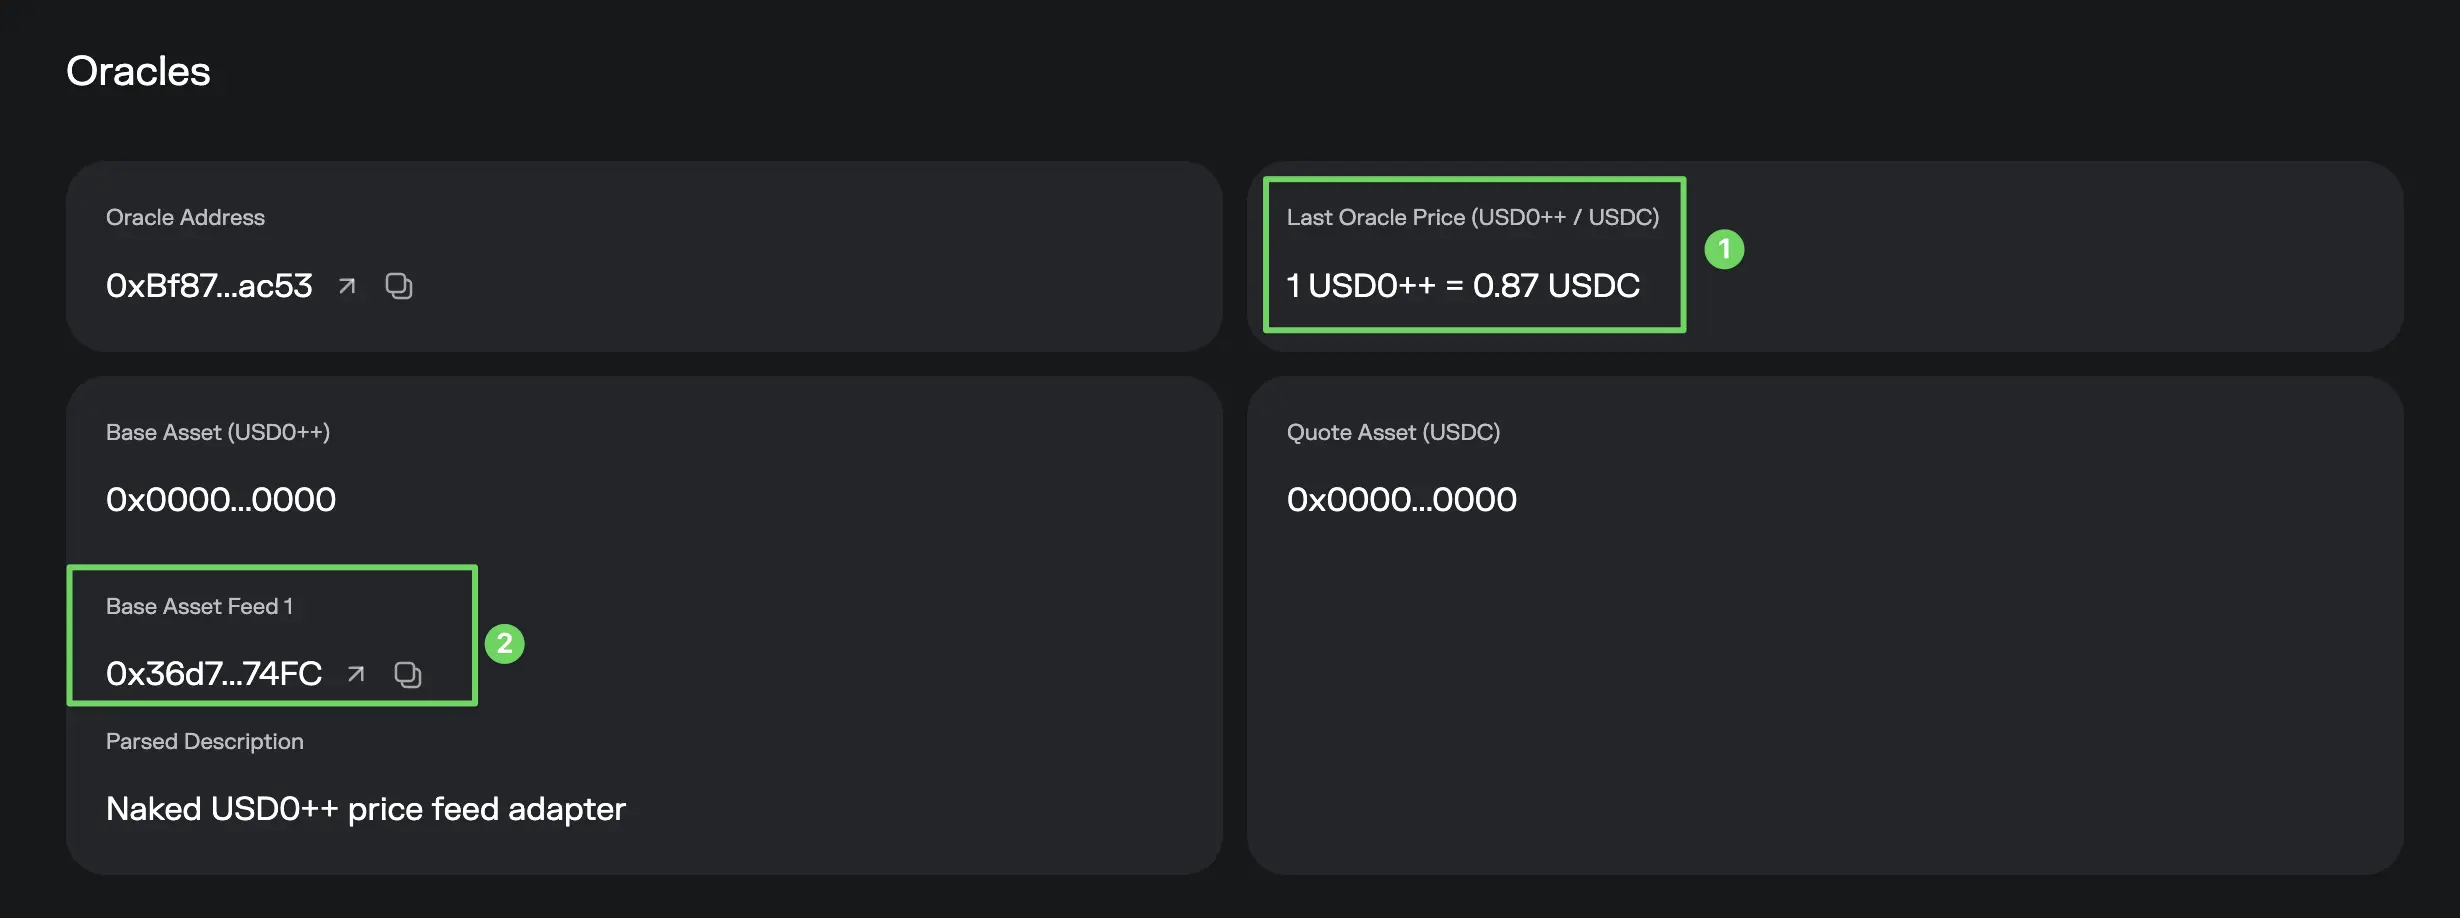 Oracles
Oracle Address
0xBf87...ac53
Last Oracle Price (USD0++ / USDC)
1 USD0++ = 0.87 USDC
1
Base Asset (USD0++)
0x0000...0000
Base Asset Feed 1
0x36d7...74FC
2
Parsed Description
Naked USD0++ price feed adapter
Quote Asset (USDC)
0x0000...0000